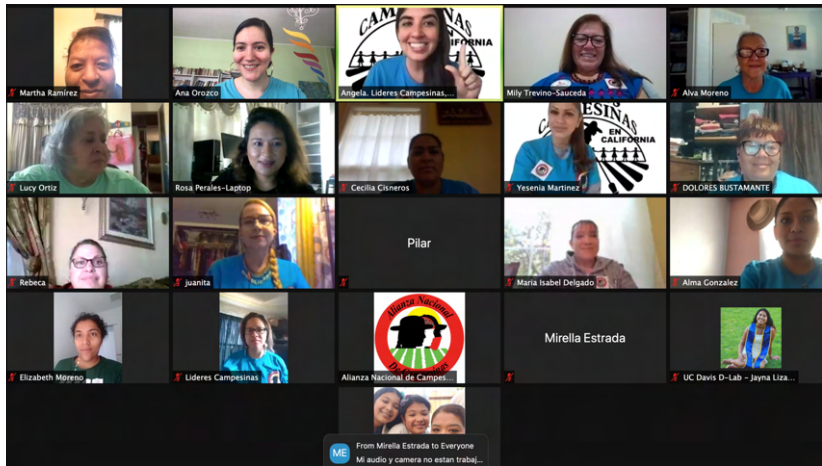 CAMPESINAS
IFORNIA
Martha Ramírez
Ana Orozco
Angela. Lideres Campesinas,...
Mily Trevino-Sauceda
Alva Moreno
CAMPESINAS
EN
CALIFORNIA
Lucy Ortiz
Rosa Perales-Laptop
Cecilia Cisneros
Yesenia Martinez
DOLORES BUSTAMANTE
Pilar
Rebeca
juanita
Maria Isabel Delgado
Alma Gonzalez
Alianza Nacional
Mirella Estrada
Elizabeth Moreno
Lideres Campesinas
Alianza Nacional de Campes...
UC Davis D-Lab - Jayna Liza...
ME
From Mirella Estrada to Everyone
Mi audio y camera no estan trabaj...